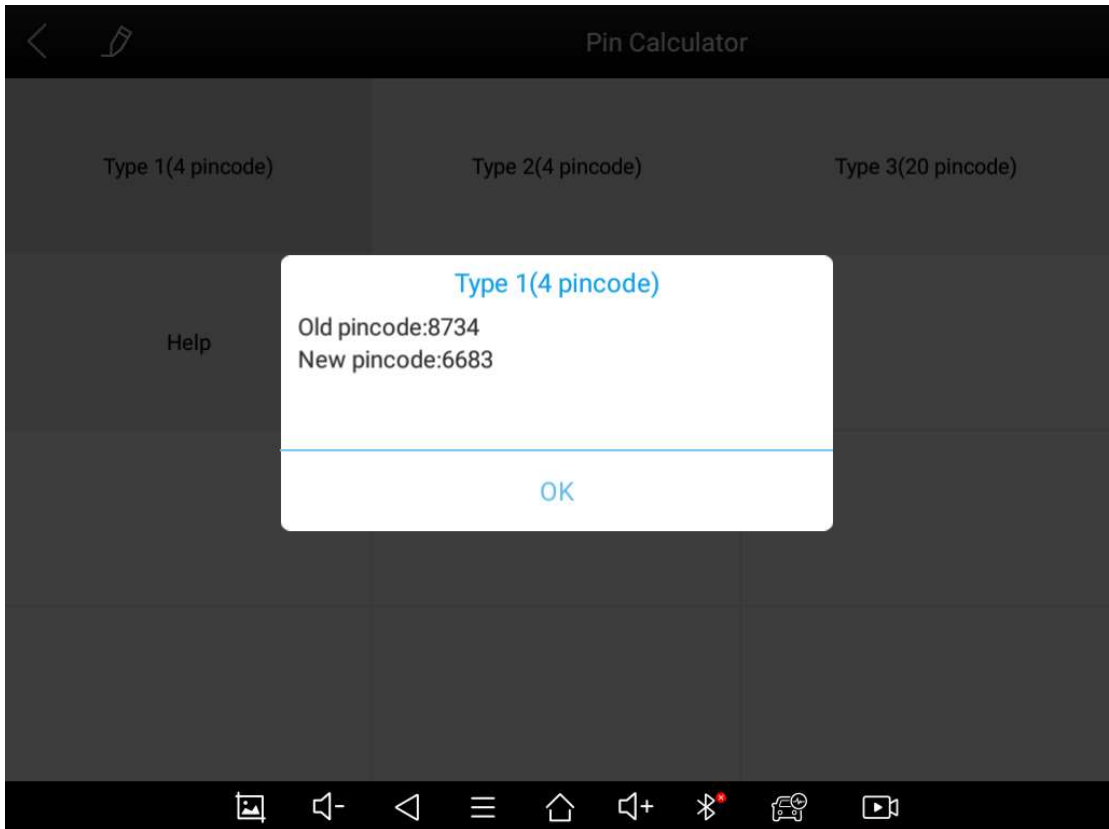 Pin Calculator
Type 1(4 pincode)
Type 2(4 pincode)
Type 3(20 pincode)
Help
Type 1(4 pincode)
Old pincode:8734
New pincode:6683
OK